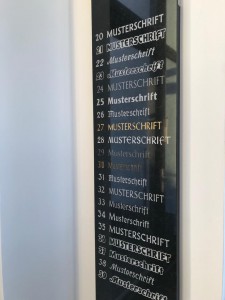 20 MUSTERSCHRIFT
21 MUSTERSCHRIFT
22 Musterschrift
23 Musterschrift
24 MUSTERSCHRIFT
25 Musterschrift
26 Musterschrift
27 MUSTERSCHRIFT
28 MUSTERSCHRIFT
29 MUSTERSCHRIFT
30 MUSTERSCHRIFT
31 Musterschrift
32 MUSTERSCHRIFT
33 Musterschrift
34 Musterschrift
35 MUSTERSCHRIFT
36 MUSTERSCHRIFT
37 Musterschrift
38 Musterschrift
39 Musterschrift